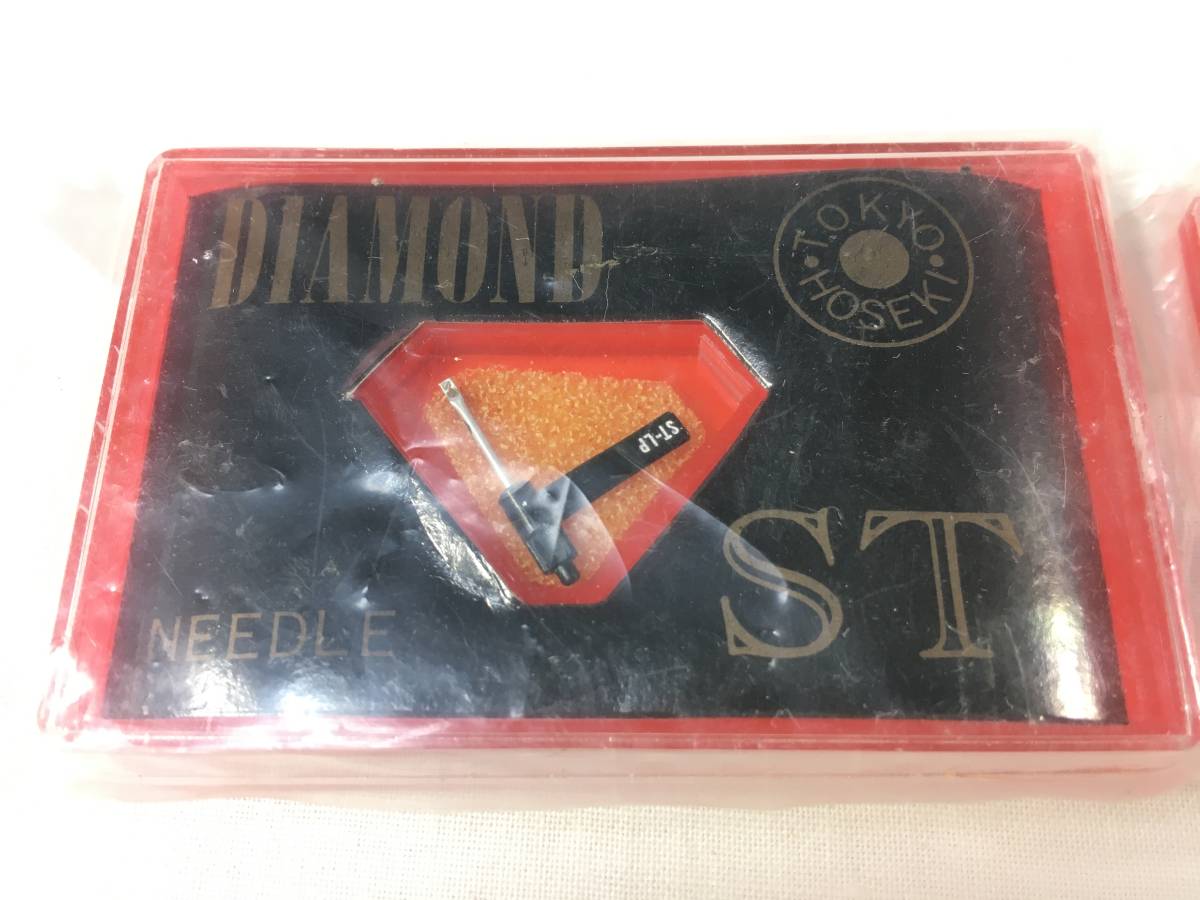 DIAMOND
TOKYO
HOSEKI
ST-LP
ST
NEEDLE